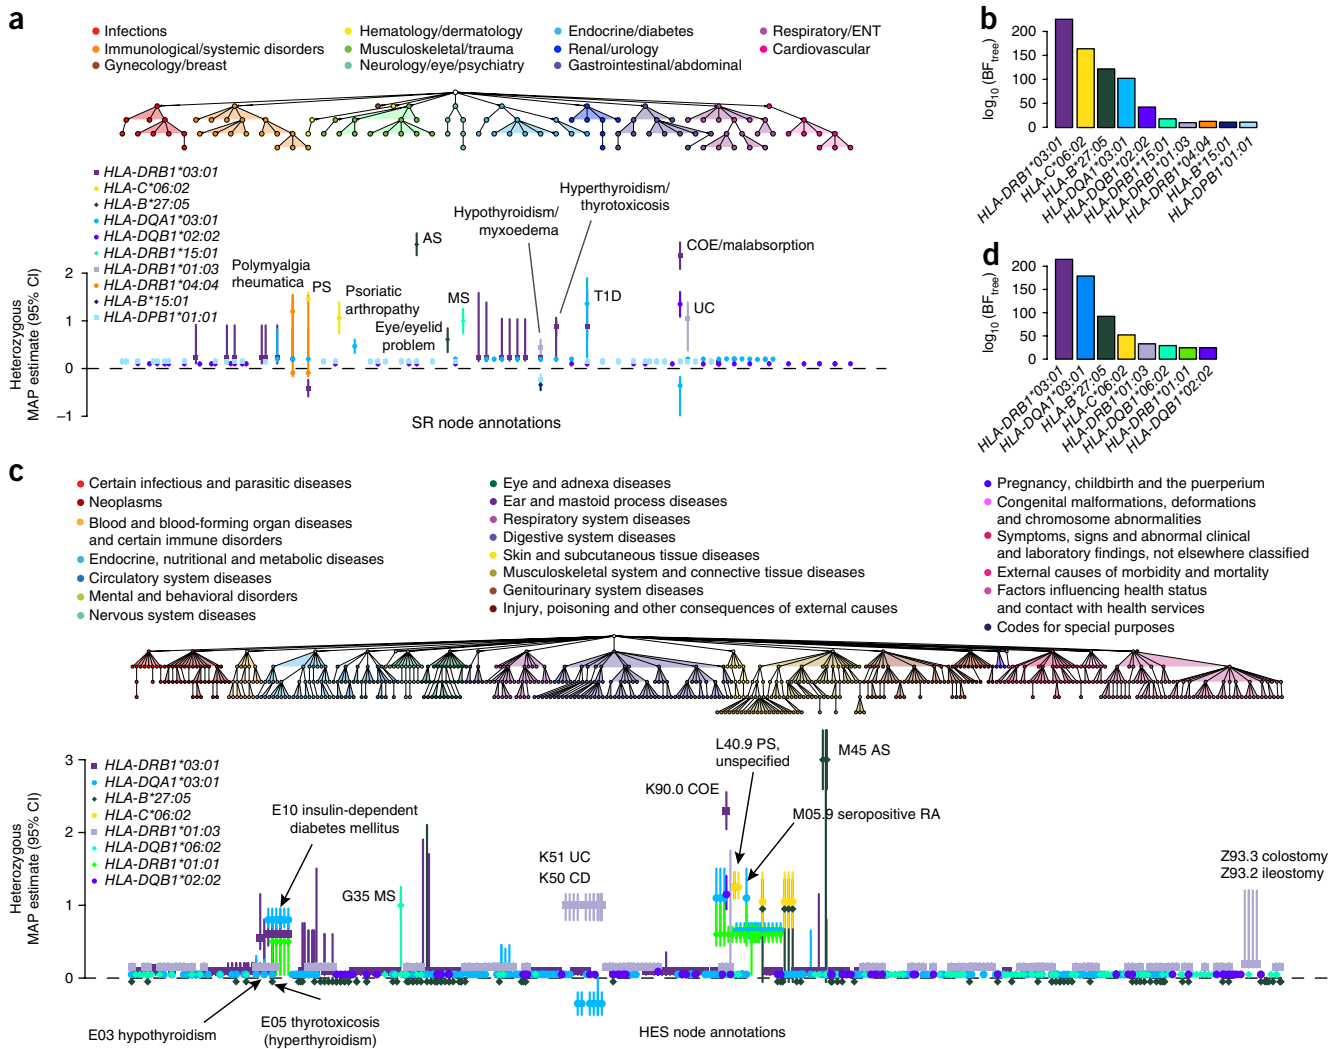 a
Infections
Immunological/systemic disorders
Gynecology/breast
Hematology/dermatology
Musculoskeletal/trauma
Neurology/eye/psychiatry
Endocrine/diabetes
Renal/urology
Gastrointestinal/abdominal
Respiratory/ENT
Cardiovascular
HLA-DRB1*03:01
HLA-C*06:02
HLA-B*27:05
HLA-DQA1*03:01
HLA-DQB1*02:02
HLA-DRB1*15:01
HLA-DRB1*01:03
HLA-DRB1*04:04
HLA-B*15:01
HLA-DPB1*01:01
Heterozygous
MAP estimate (95% CI)
2
1
0
–1
Polymyalgia
rheumatica
PS
Psoriatic
arthropathy
Eye/eyelid
problem
AS
MS
Hypothyroidism/
myxoedema
Hyperthyroidism/
thyrotoxicosis
T1D
COE/malabsorption
UC
SR node annotations
b
log10 (BFtree)
200
150
100
50
0
HLA-DRB1*03:01
HLA-C*06:02
HLA-B*27:05
HLA-DQA1*03:01
HLA-DQB1*02:02
HLA-DRB1*15:01
HLA-DRB1*01:03
HLA-DRB1*04:04
HLA-B*15:01
HLA-DPB1*01:01
d
log10 (BFtree)
200
150
100
50
0
HLA-DRB1*03:01
HLA-DQA1*03:01
HLA-B*27:05
HLA-C*06:02
HLA-DRB1*01:03
HLA-DQB1*06:02
HLA-DRB1*01:01
HLA-DQB1*02:02
c
Certain infectious and parasitic diseases
Neoplasms
Blood and blood-forming organ diseases
and certain immune disorders
Endocrine, nutritional and metabolic diseases
Circulatory system diseases
Mental and behavioral disorders
Nervous system diseases
Eye and adnexa diseases
Ear and mastoid process diseases
Respiratory system diseases
Digestive system diseases
Skin and subcutaneous tissue diseases
Musculoskeletal system and connective tissue diseases
Genitourinary system diseases
Injury, poisoning and other consequences of external causes
Pregnancy, childbirth and the puerperium
Congenital malformations, deformations
and chromosome abnormalities
Symptoms, signs and abnormal clinical
and laboratory findings, not elsewhere classified
External causes of morbidity and mortality
Factors influencing health status
and contact with health services
Codes for special purposes
Heterozygous
MAP estimate (95% CI)
3
2
1
0
HLA-DRB1*03:01
HLA-DQA1*03:01
HLA-B*27:05
HLA-C*06:02
HLA-DRB1*01:03
HLA-DQB1*06:02
HLA-DRB1*01:01
HLA-DQB1*02:02
E10 insulin-dependent
diabetes mellitus
G35 MS
K51 UC
K50 CD
K90.0 COE
L40.9 PS,
unspecified
M45 AS
M05.9 seropositive RA
Z93.3 colostomy
Z93.2 ileostomy
E03 hypothyroidism
E05 thyrotoxicosis
(hyperthyroidism)
HES node annotations